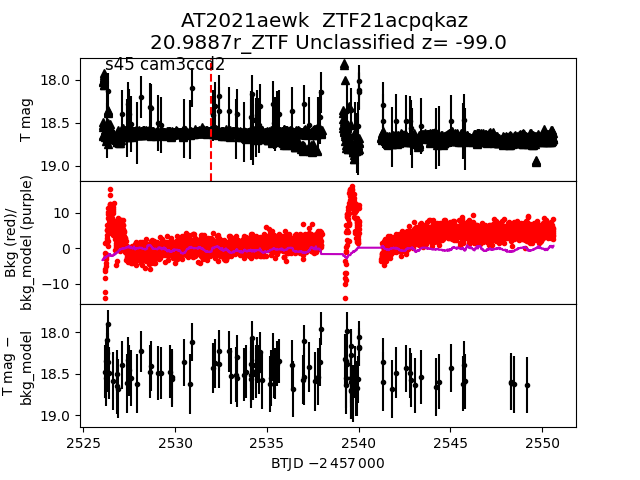 AT2021aewk  ZTF21acpqkaz
20.9887r_ZTF Unclassified z= -99.0
s45 cam3ccd2
T mag
18.0
18.5
19.0
Bkg (red)/
bkg_model (purple)
10
0
−10
T mag −
bkg_model
18.0
18.5
19.0
2525
2530
2535
2540
2545
2550
BTJD −2 457 000